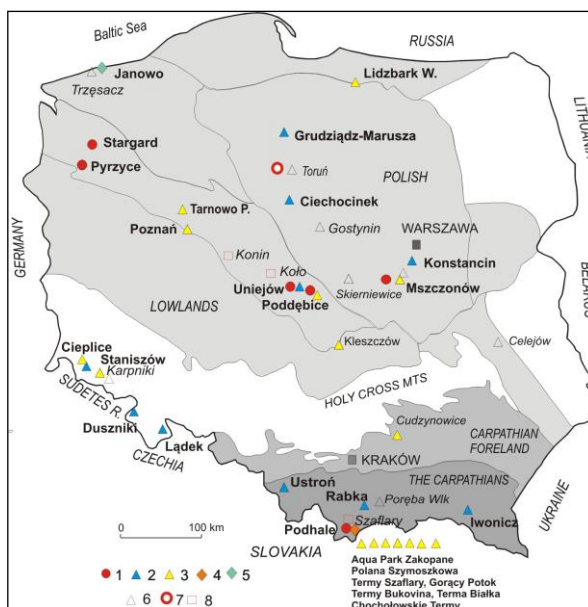 Baltic Sea
RUSSIA
Janowo
Trzęsacz
Lidzbark W.
LITHUANIA
Stargard
Grudziądz-Marusza
Pyrzyce
Toruń
POLISH
Ciechocinek
Tarnowo P.
Gostynin
Poznań
WARSZAWA
GERMANY
Konin
Koło
Konstancin
Uniejów
Skierniewice
Mszczonów
Poddębice
LOWLANDS
Kleszczów
Celejów
Cieplice
Staniszów
Karpniki
HOLY CROSS MTS
SUDETES R.
Duszniki
Cudzynowice
CARPATHIAN
FORELAND
Lądek
CZECHIA
KRAKÓW
THE CARPATHIANS
Ustroń
Rabka
Poręba Wlk
Iwonicz
UKRAINE
0 100 km
Szaflary
Podhale
SLOVAKIA
1 2 3 4 5
6 7 8
Aqua Park Zakopane
Polana Szymoszkowa
Termy Szaflary, Gorący Potok
Termy Bukovina, Terma Białka
Chochołowskie Termy